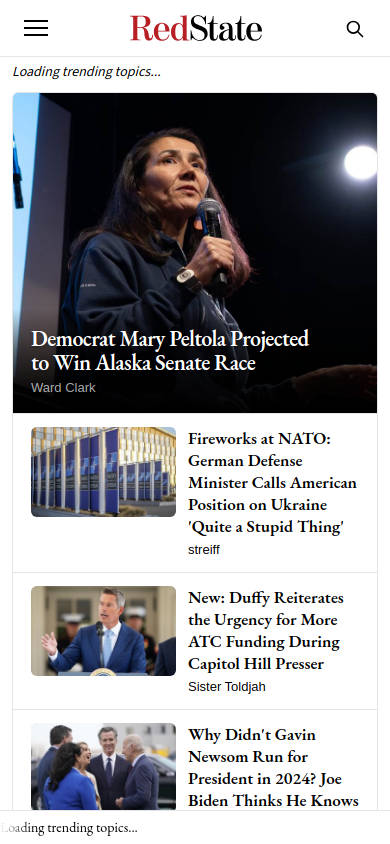 RedState
Loading trending topics...
Democrat Mary Peltola Projected
to Win Alaska Senate Race
Ward Clark
Fireworks at NATO:
German Defense
Minister Calls American
Position on Ukraine
'Quite a Stupid Thing'
streiff
New: Duffy Reiterates
the Urgency for More
ATC Funding During
Capitol Hill Presser
Sister Toldjah
Why Didn't Gavin
Newsom Run for
President in 2024? Joe
Biden Thinks He Knows
Loading trending topics...